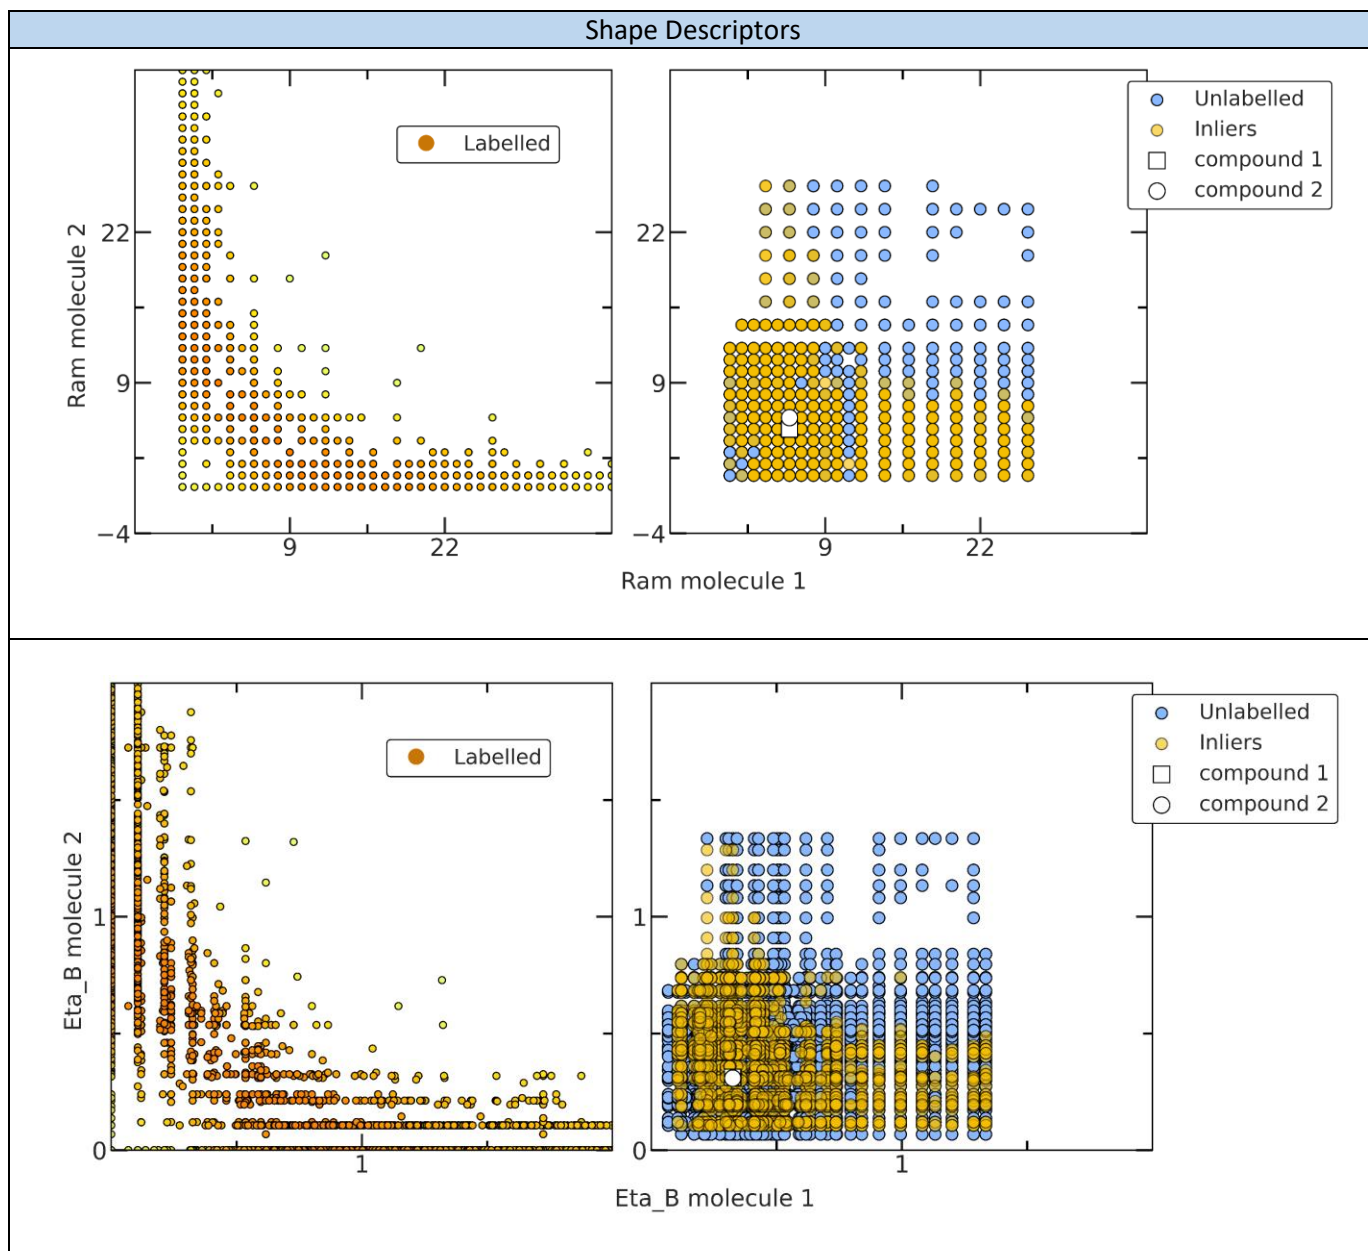 Shape Descriptors
Labelled
Ram molecule 2
22
9
−4
9
22
Unlabelled
Inliers
compound 1
compound 2
22
9
−4
9
22
Ram molecule 1
Labelled
Eta_B molecule 2
1
0
1
Unlabelled
Inliers
compound 1
compound 2
1
0
1
Eta_B molecule 1